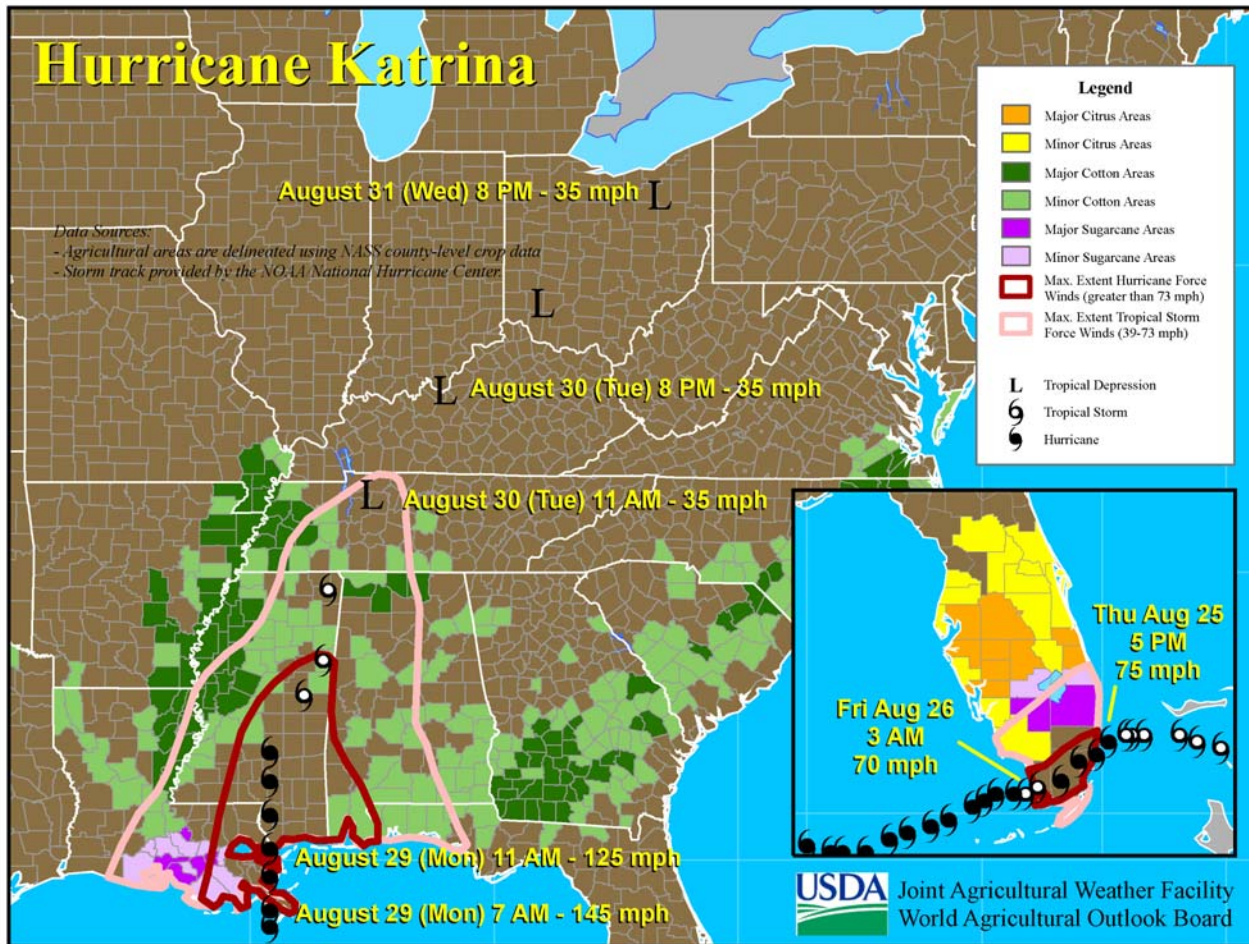 Hurricane Katrina
August 31 (Wed) 8 PM - 35 mph
L
Data Sources:
- Agricultural areas are delineated using NASS county-level crop data
- Storm track provided by the NOAA National Hurricane Center.
L
L
August 30 (Tue) 8 PM - 35 mph
L
August 30 (Tue) 11 AM - 35 mph
August 29 (Mon) 11 AM - 125 mph
August 29 (Mon) 7 AM - 145 mph
Legend
Major Citrus Areas
Minor Citrus Areas
Major Cotton Areas
Minor Cotton Areas
Major Sugarcane Areas
Minor Sugarcane Areas
Max. Extent Hurricane Force
Winds (greater than 73 mph)
Max. Extent Tropical Storm
Force Winds (39-73 mph)
L Tropical Depression
Tropical Storm
Hurricane
Thu Aug 25
5 PM
75 mph
Fri Aug 26
3 AM
70 mph
USDA
Joint Agricultural Weather Facility
World Agricultural Outlook Board